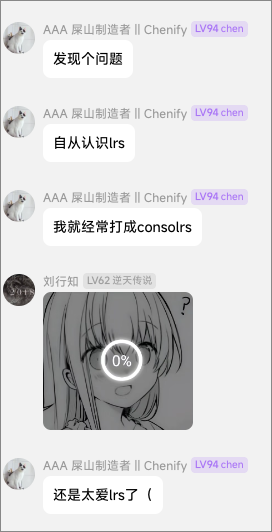 AAA 屎山制造者 || Chenify LV94 chen
发现个问题
AAA 屎山制造者 || Chenify LV94 chen
自从认识lrs
AAA 屎山制造者 || Chenify LV94 chen
我就经常打成consolrs
刘行知 LV62 逆天传说
2018
?
0%
AAA 屎山制造者 || Chenify LV94 chen
还是太爱lrs了（